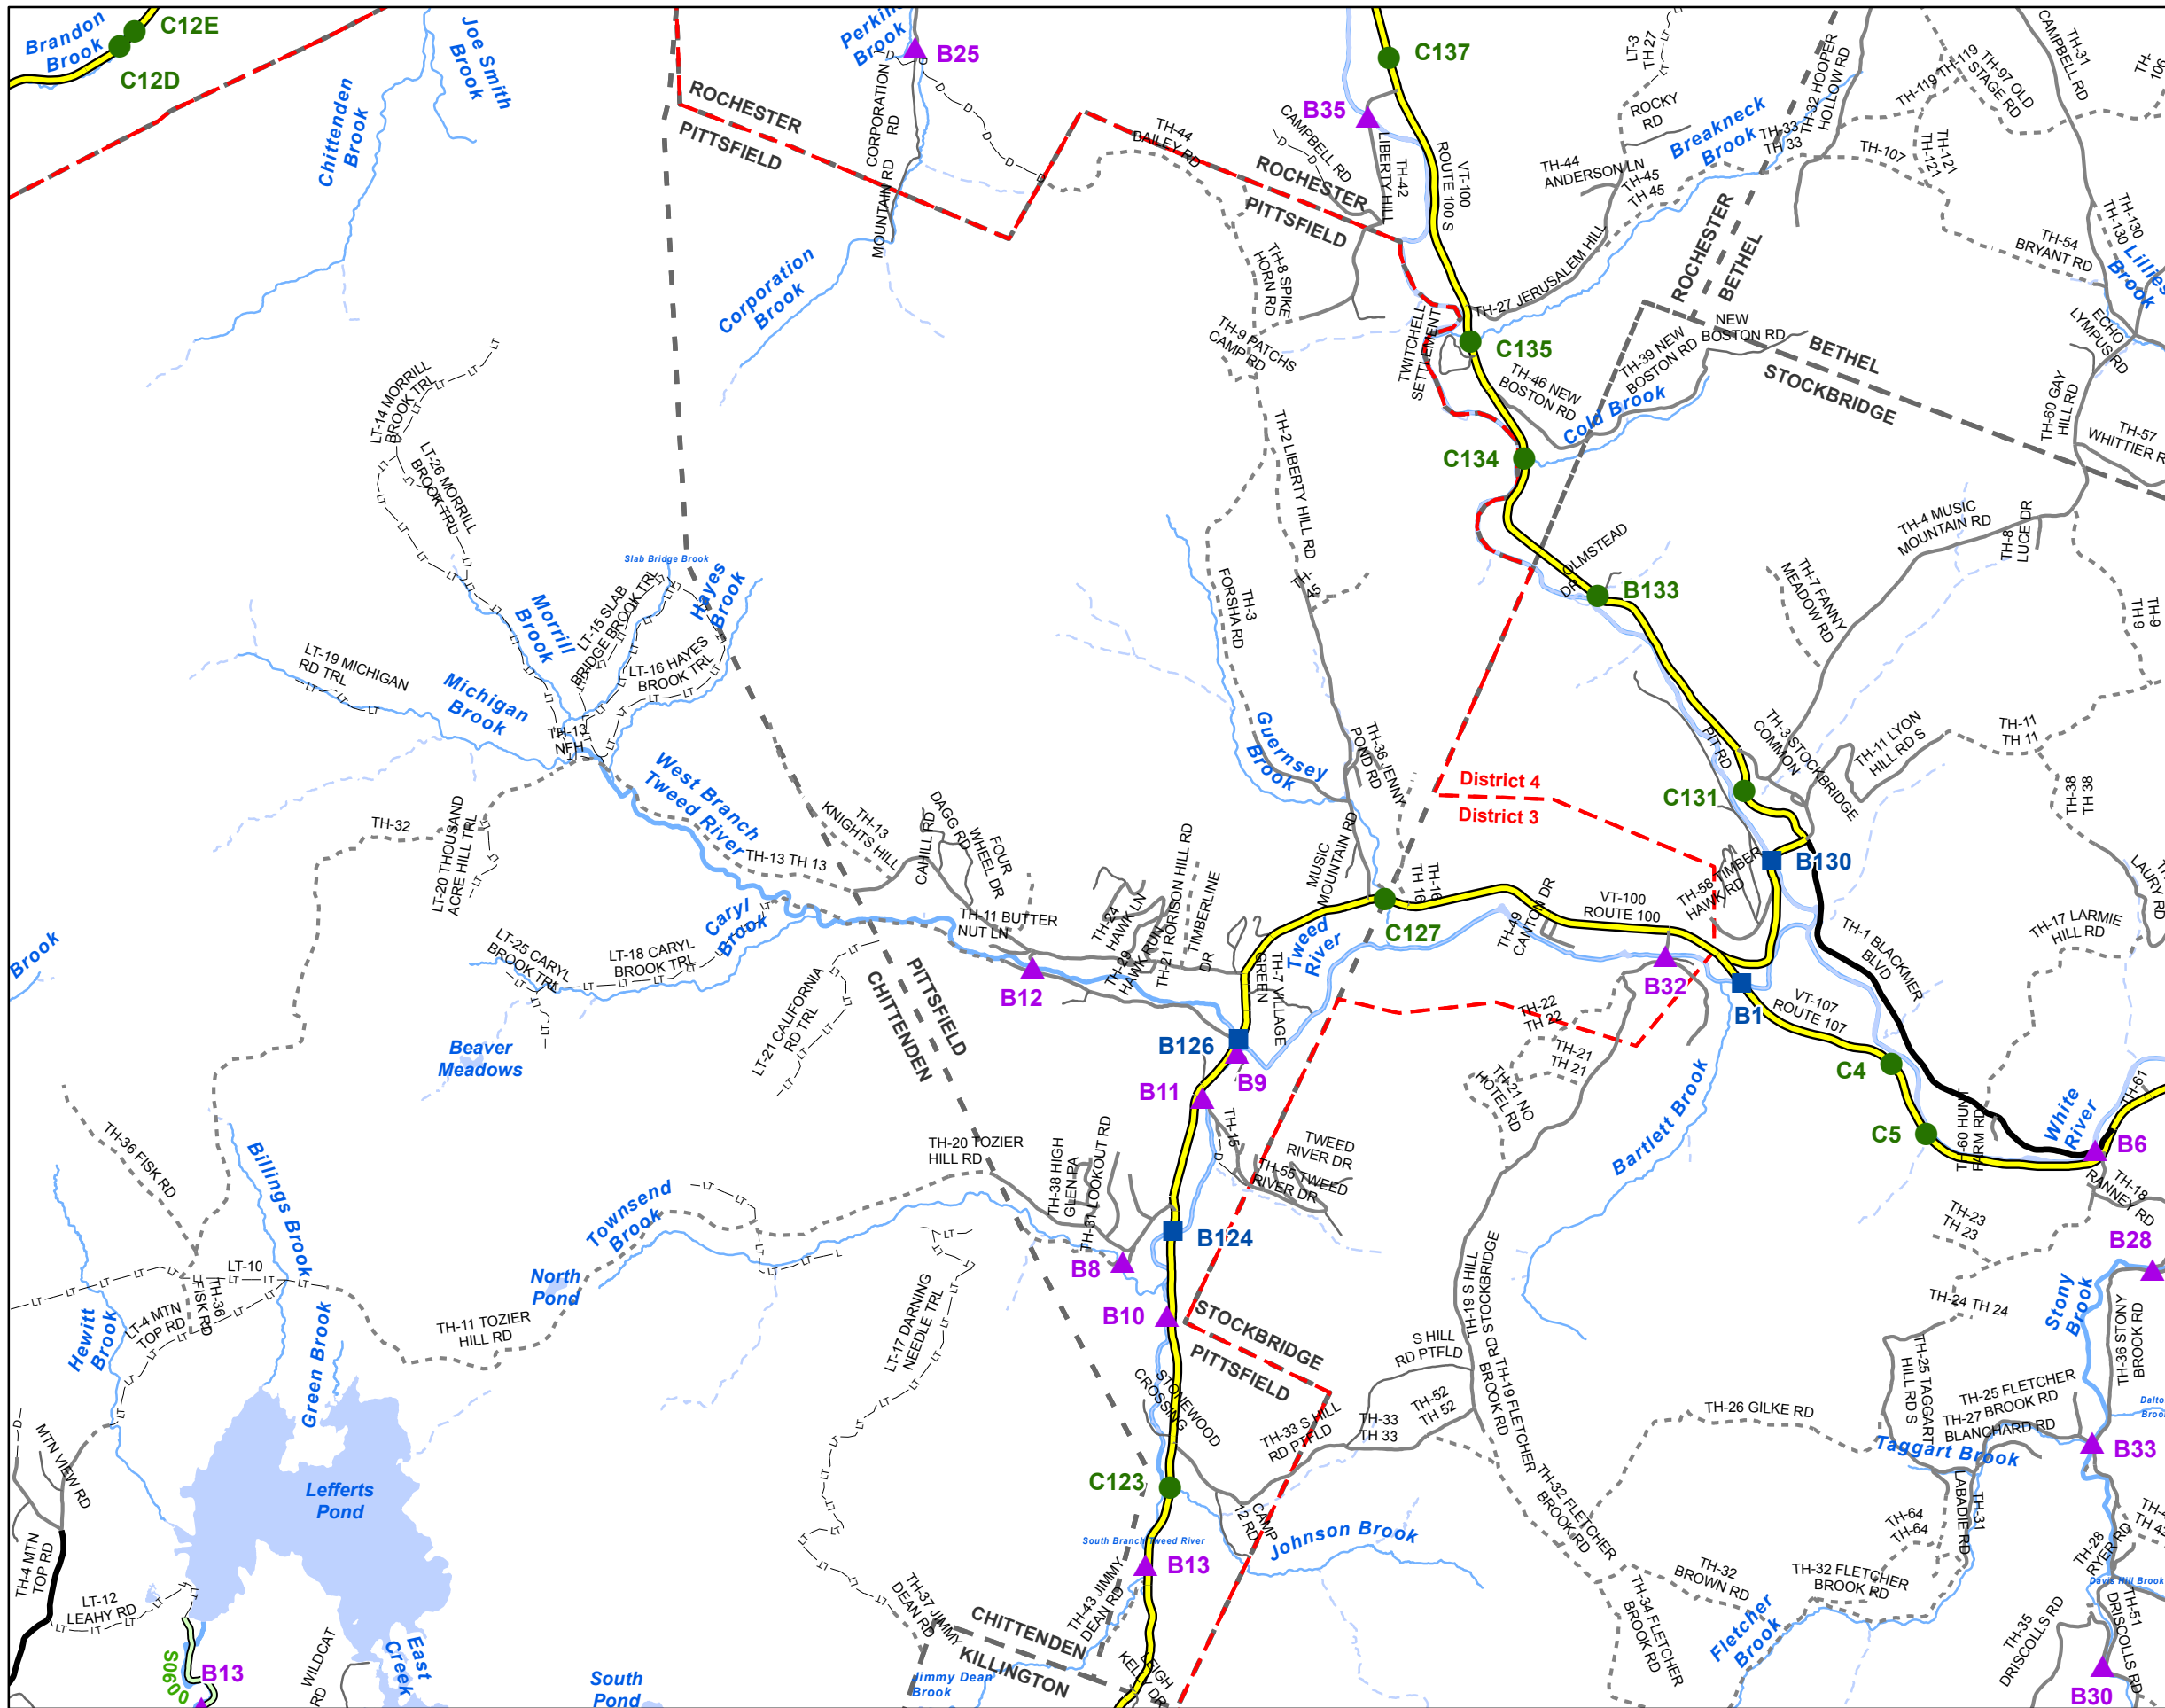 Brandon
Brook
C12E
C12D
Joe Smith
Brook
Chittenden
Brook
Brook
B25
CORPORATION
RD
MOUNTAIN RD
ROCHESTER
PITTSFIELD
Corporation
Brook
TH-44
BAILEY RD
C137
B35
CAMPBELL RD
LIBERTY HILL
TH-42
VT-100
ROUTE 100 S
ROCHESTER
PITTSFIELD
LT-3
TH 27
ROCKY
RD
Breakneck
Brook
TH-33
TH 33
TH-32 HOOPER
HOLLOW RD
TH-119 TH-119
TH-97 OLD
STAGE RD
TH-31
CAMPBELL RD
TH-
106
TH-44
ANDERSON LN
TH-45
TH 45
TH-107
TH-121
TH-121
TH-130
TH-130
TH-54
BRYANT RD
Lillies
Brook
ROCHESTER
BETHEL
TH-8 SPIKE
HORN RD
TH-9 PATCHS
CAMP RD
TWITCHELL
SETTLEMENT
TH-27 JERUSALEM HILL
C135
TH-46 NEW
BOSTON RD
TH-39 NEW
BOSTON RD
NEW
BOSTON RD
Cold Brook
BETHEL
STOCKBRIDGE
ECHO
LYMPUS RD
TH-60 GAY
HILL RD
TH-57
WHITTIER R
C134
TH-2 LIBERTY HILL RD
TH-
45
LT-14 MORRILL
BROOK TRL
LT-26 MORRILL
BROOK TRL
Slab Bridge Brook
LT-15 SLAB
BRIDGE BROOK TRL
Hayes
Brook
Morrill
Brook
LT-16 HAYES
BROOK TRL
LT-19 MICHIGAN
RD TRL
Michigan
Brook
TH-13
NFH
TH-3
FORSHA RD
OLMSTEAD
DR
B133
TH-4 MUSIC
MOUNTAIN RD
TH-8
LUCE DR
TH-7 FANNY
MEADOW RD
TH-9
TH 9
Guernsey
Brook
TH-36 JENNY
POND RD
District 4
District 3
PIT RD
C131
TH-3 STOCKBRIDGE
COMMON
TH-11 LYON
HILL RD S
TH-11
TH 11
TH-38
TH 38
West Branch
Tweed River
TH-32
LT-20 THOUSAND
ACRE HILL TRL
TH-13 TH 13
TH-13
KNIGHTS HILL
CAHILL RD
DAGG RD
FOUR
WHEEL DR
TH-11 BUTTER
NUT LN
TH-24
HAWK LN
TH-29
HAWK RUN
TH-21 RORISON HILL RD
TIMBERLINE
DR
MUSIC
MOUNTAIN RD
TH-16
TH 16
C127
Tweed
River
TH-49
CANTON DR
VT-100
ROUTE 100
TH-58 TIMBER
HAWK RD
B130
LAURY RD
TH-17 LARMIE
HILL RD
TH-1 BLACKMER
BLVD
B32
B1
VT-107
ROUTE 107
Brook
LT-25 CARYL
BROOK TRL
LT-18 CARYL
BROOK TRL
Caryl
Brook
LT-21 CALIFORNIA
RD TRL
PITTSFIELD
CHITTENDEN
Beaver
Meadows
B12
TH-7 VILLAGE
GREEN
B126
B9
B11
TH-15
TH-22
TH 22
TH-21
TH 21
TH-21 NO
HOTEL RD
Bartlett Brook
C4
C5
TH-60 HUNT
FARM RD
White
River
TH-61
B6
TH-18
RANNEY RD
TH-36 FISK RD
Billings Brook
TH-20 TOZIER
HILL RD
TH-38 HIGH
GLEN PA
TH-31 LOOKOUT RD
TWEED
RIVER DR
TH-55 TWEED
RIVER DR
Townsend
Brook
B124
B8
B10
TH-23
TH 23
B28
LT-10
TH-36
FISK RD
LT-4 MTN
TOP RD
Hewitt
Brook
Green Brook
North
Pond
TH-11 TOZIER
HILL RD
LT-17 DARNING
NEEDLE TRL
STOCKBRIDGE
PITTSFIELD
STONEWOOD
CROSSING
TH-19 S HILL
RD STOCKBRIDGE
S HILL
RD PTFLD
TH-19 FLETCHER
BROOK RD
TH-52
TH 52
TH-33
TH 33
TH-33 S HILL
RD PTFLD
TH-24 TH 24
Stony
Brook
TH-36 STONY
BROOK RD
TH-25 TAGGART
HILL RD S
TH-25 FLETCHER
BROOK RD
TH-27
BLANCHARD RD
TH-26 GILKE RD
Taggart Brook
Dalto
Brook
B33
MTN VIEW RD
TH-4 MTN
TOP RD
Lefferts
Pond
LT-12
LEAHY RD
S0600
B13
WILDCAT
RD
East
Creek
South
Pond
C123
CAMP
12 RD
Johnson Brook
South Branch Tweed River
B13
TH-37 JIMMY
DEAN RD
TH-43 JIMMY
DEAN RD
CHITTENDEN
KILLINGTON
Jimmy Dean
Brook
LEIGH
KELLY DR
TH-32 FLETCHER
BROOK RD
TH-32
BROWN RD
TH-34 FLETCHER
BROOK RD
Fletcher
Brook
TH-32 FLETCHER
BROOK RD
TH-64
TH-64
TH-31
LABADIE RD
TH-28
RYER RD
TH 42
Davis Hill Brook
TH-51
DRISCOLLS RD
TH-35
DRISCOLLS RD
B30